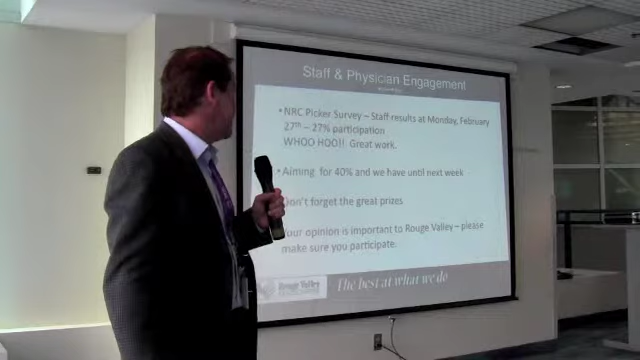 Staff & Physician Engagement
• NRC Picker Survey – Staff results at Monday, February
27th – 27% participation
WHOO HOO!! Great work.
• Aiming for 40% and we have until next week
Don't forget the great prizes
Your opinion is important to Rouge Valley – please
make sure you participate.
Rouge Valley
The best at what we do